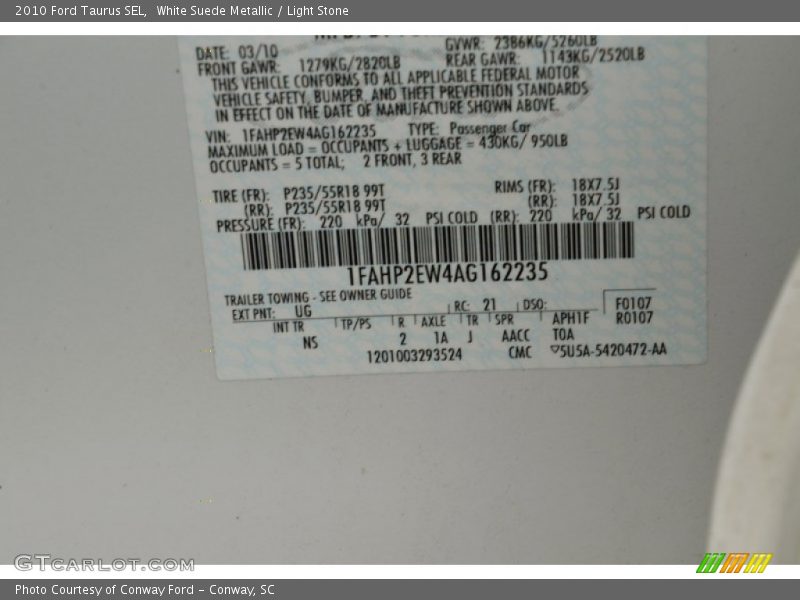 2010 Ford Taurus SEL,  White Suede Metallic / Light Stone
DATE: 03/10 GVWR: 2386KG/5260LB
FRONT GAWR: 1279KG/2820LB REAR GAWR: 1143KG/2520LB
THIS VEHICLE CONFORMS TO ALL APPLICABLE FEDERAL MOTOR
VEHICLE SAFETY, BUMPER, AND THEFT PREVENTION STANDARDS
IN EFFECT ON THE DATE OF MANUFACTURE SHOWN ABOVE.
VIN: 1FAHP2EW4AG162235 TYPE: Passenger Car
MAXIMUM LOAD = OCCUPANTS + LUGGAGE = 430KG/ 950LB
OCCUPANTS = 5 TOTAL; 2 FRONT, 3 REAR
TIRE (FR): P235/55R18 99T RIMS (FR): 18X7.5J
(RR): P235/55R18 99T (RR): 18X7.5J
PRESSURE (FR): 220 kPa/ 32 PSI COLD (RR): 220 kPa/ 32 PSI COLD
1FAHP2EW4AG162235
TRAILER TOWING - SEE OWNER GUIDE
EXT PNT: UG RC: 21 DSO: F0107
INT TR TP/PS R AXLE TR SPR APH1F R0107
NS 2 1A J AACC TOA
1201003293524 CMC ▽5U5A-5420472-AA
GTCARLOT.COM
Photo Courtesy of Conway Ford – Conway, SC